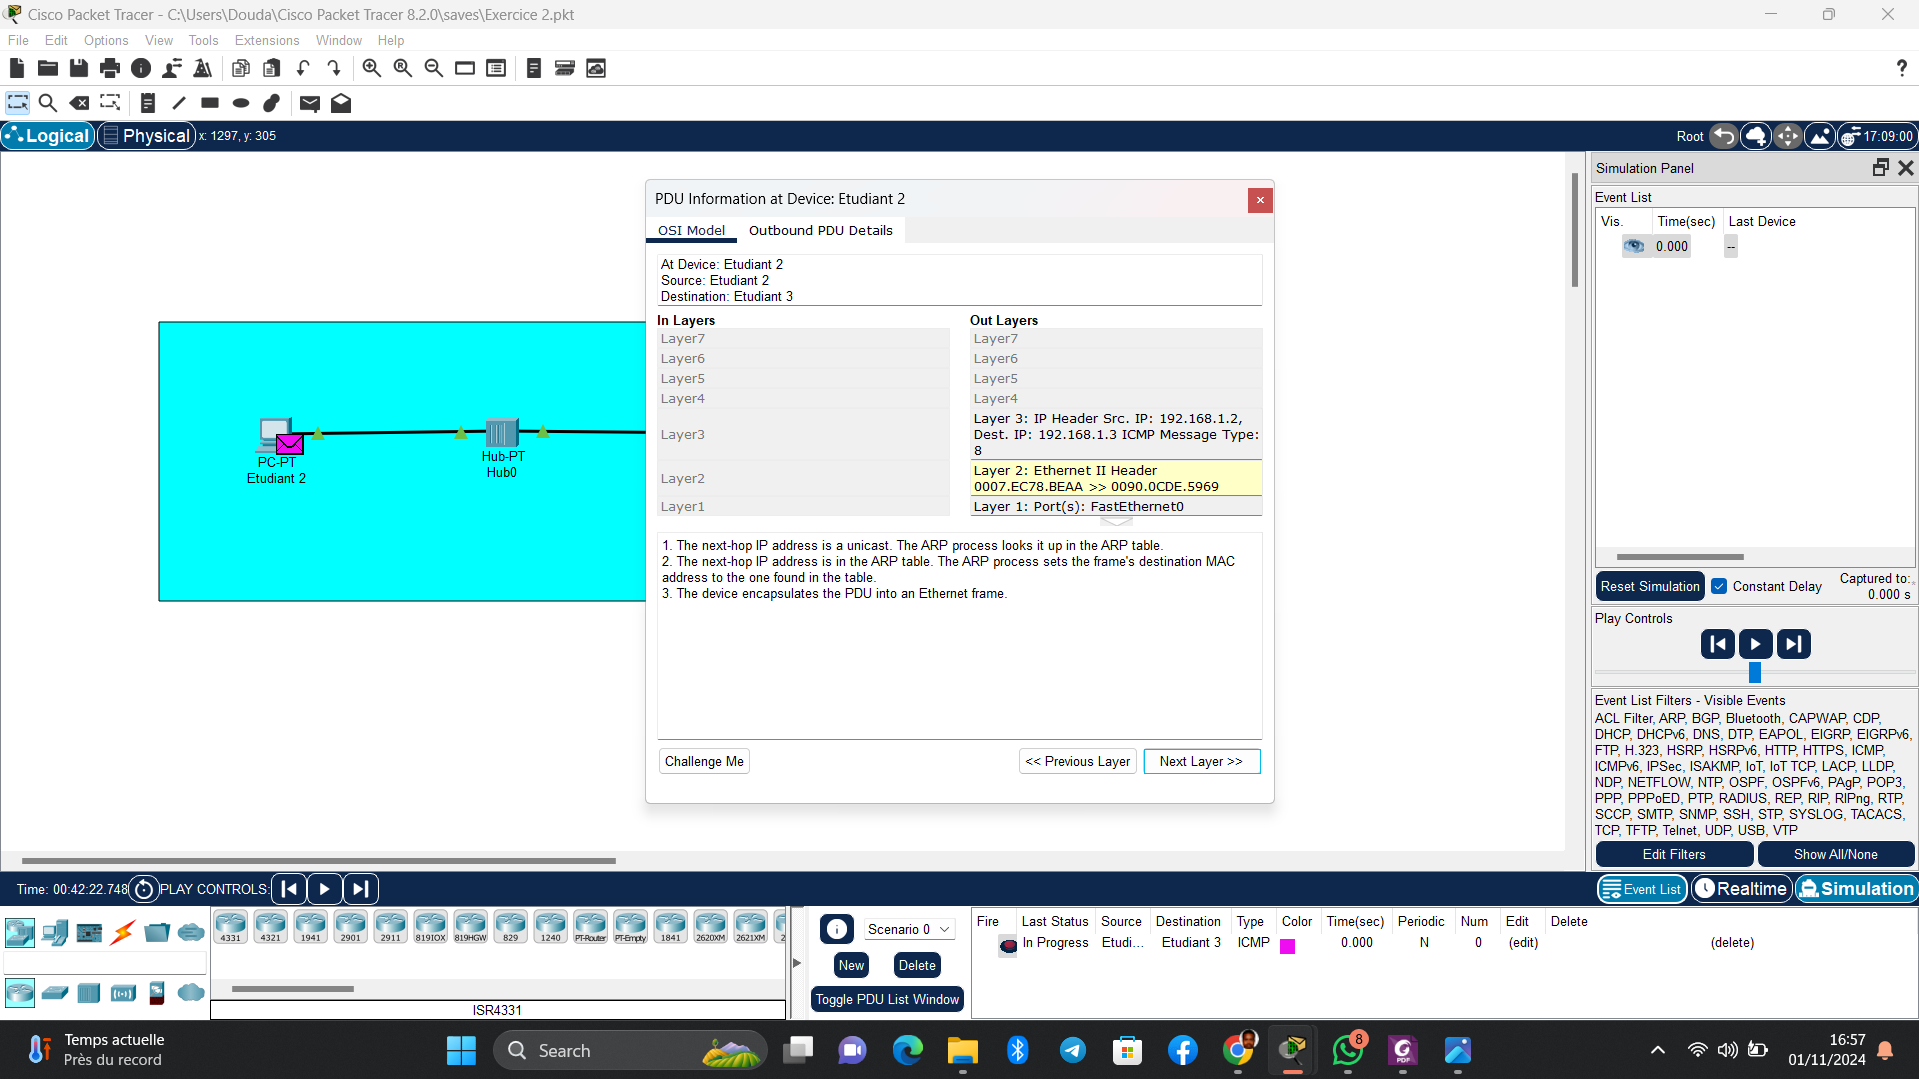 Cisco Packet Tracer - C:\Users\Douda\Cisco Packet Tracer 8.2.0\saves\Exercice 2.pkt
File Edit Options View Tools Extensions Window Help
Logical Physical x: 1297, y: 305
Root 17:09:00
PDU Information at Device: Etudiant 2
OSI Model Outbound PDU Details
At Device: Etudiant 2
Source: Etudiant 2
Destination: Etudiant 3
In Layers
Layer7
Layer6
Layer5
Layer4
Layer3
Layer2
Layer1
Out Layers
Layer7
Layer6
Layer5
Layer4
Layer 3: IP Header Src. IP: 192.168.1.2,
Dest. IP: 192.168.1.3 ICMP Message Type:
8
Layer 2: Ethernet II Header
0007.EC78.BEAA >> 0090.0CDE.5969
Layer 1: Port(s): FastEthernet0
1. The next-hop IP address is a unicast. The ARP process looks it up in the ARP table.
2. The next-hop IP address is in the ARP table. The ARP process sets the frame's destination MAC
address to the one found in the table.
3. The device encapsulates the PDU into an Ethernet frame.
Challenge Me << Previous Layer Next Layer >>
PC-PT
Etudiant 2
Hub-PT
Hub0
Simulation Panel
Event List
Vis. Time(sec) Last Device
0.000 --
Reset Simulation Constant Delay Captured to:
0.000 s
Play Controls
Event List Filters - Visible Events
ACL Filter, ARP, BGP, Bluetooth, CAPWAP, CDP,
DHCP, DHCPv6, DNS, DTP, EAPOL, EIGRP, EIGRPv6,
FTP, H.323, HSRP, HSRPv6, HTTP, HTTPS, ICMP,
ICMPv6, IPSec, ISAKMP, IoT, IoT TCP, LACP, LLDP,
NDP, NETFLOW, NTP, OSPF, OSPFv6, PAgP, POP3,
PPP, PPPoED, PTP, RADIUS, REP, RIP, RIPng, RTP,
SCCP, SMTP, SNMP, SSH, STP, SYSLOG, TACACS,
TCP, TFTP, Telnet, UDP, USB, VTP
Edit Filters Show All/None
Time: 00:42:22.748 PLAY CONTROLS:
Event List Realtime Simulation
4331 4321 1941 2901 2911 819IOX 819HGW 829 1240 PT-Router PT-Empty 1841 2620XM 2621XM 2
ISR4331
Scenario 0
New Delete
Toggle PDU List Window
Fire Last Status Source Destination Type Color Time(sec) Periodic Num Edit Delete
In Progress Etudi... Etudiant 3 ICMP 0.000 N 0 (edit) (delete)
Temps actuelle
Près du record
Search
8
PDF
16:57
01/11/2024